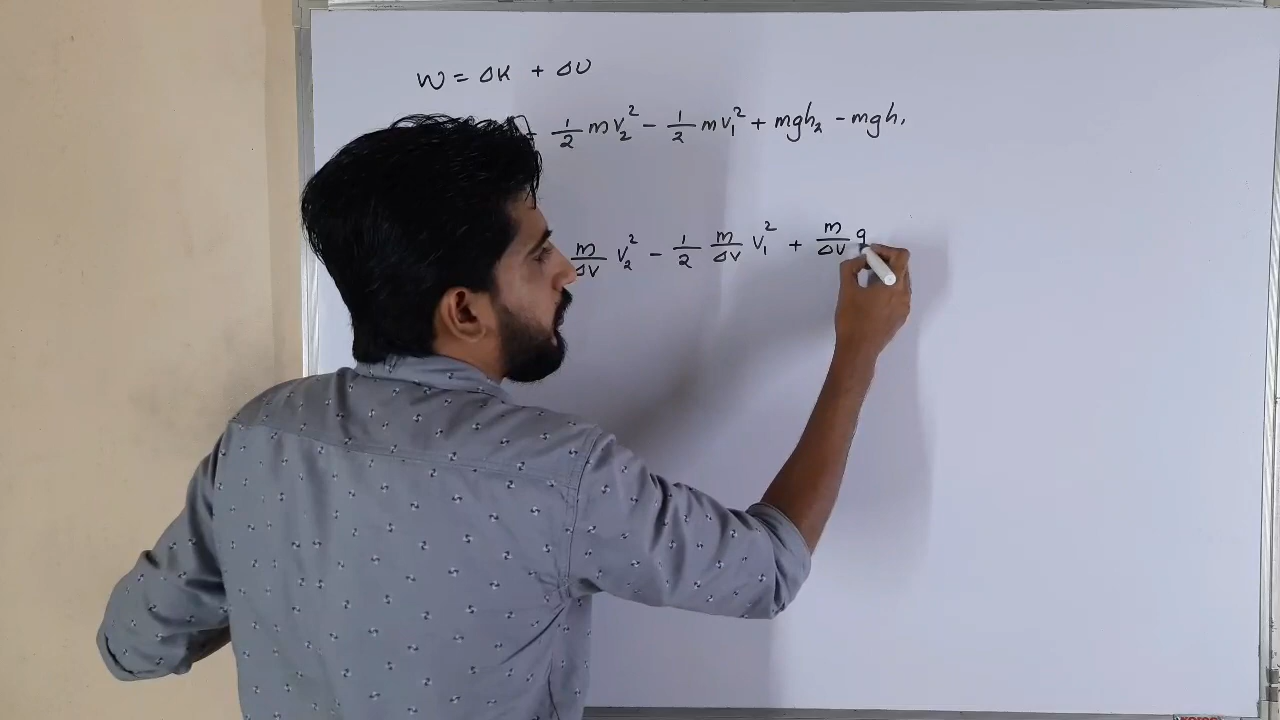 W = ΔK + ΔU
1/2 mv₂² - 1/2 mv₁² + mgh₂ - mgh₁
m/ΔV v₂² - 1/2 m/ΔV v₁² + m/ΔV g